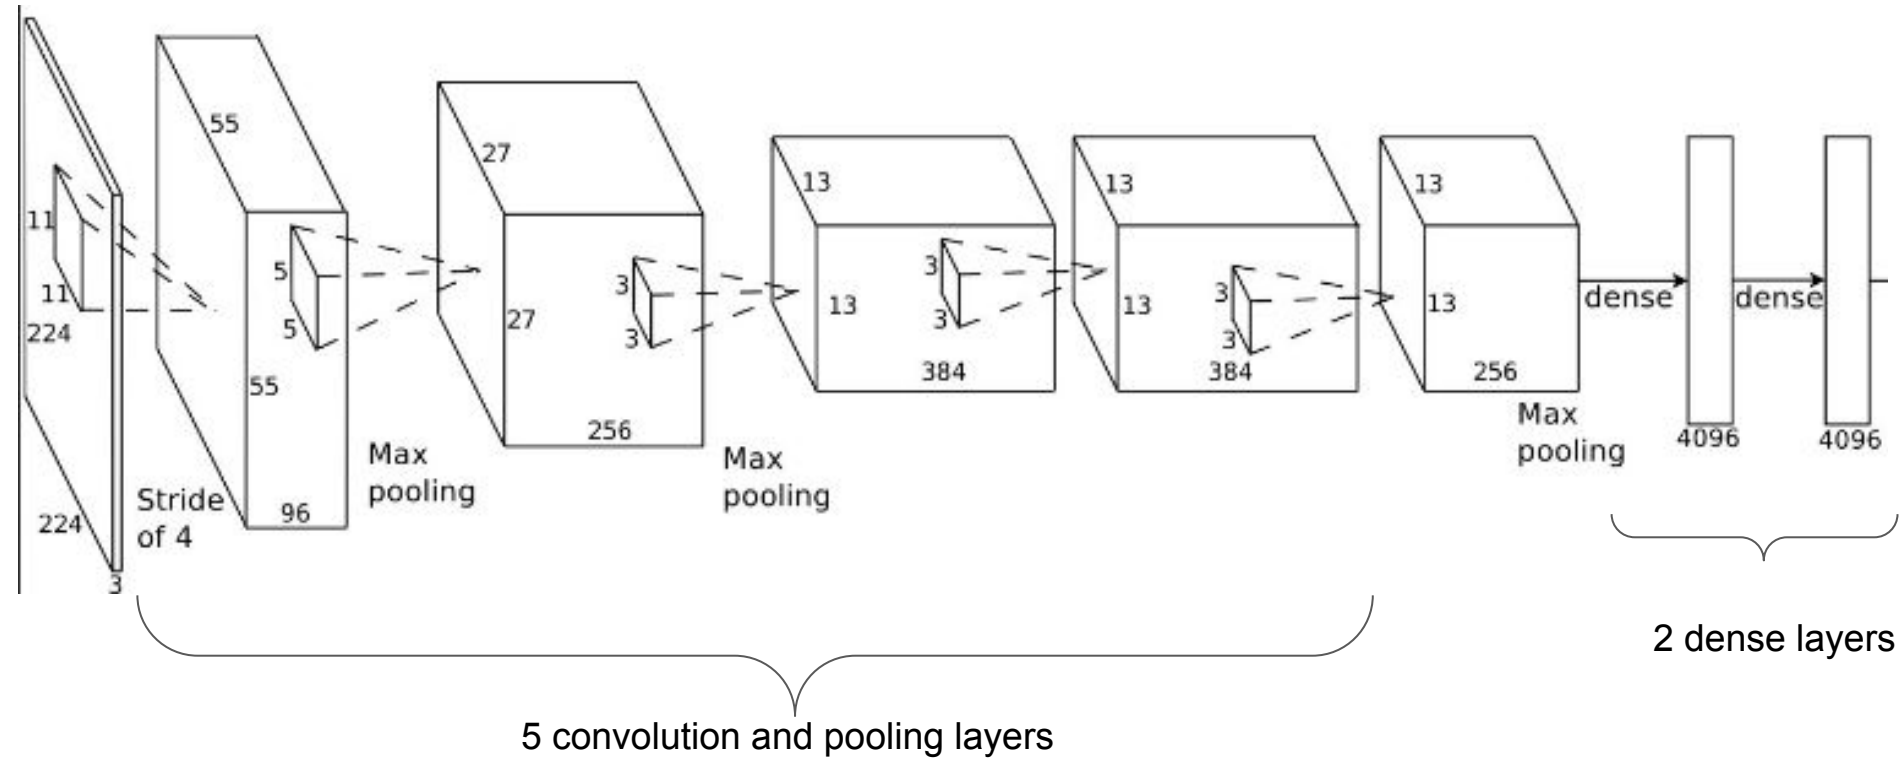 11
11
224
224
3
Stride
of 4
55
55
96
5
5
Max
pooling
27
27
256
3
3
Max
pooling
13
13
384
3
3
13
13
384
3
3
13
13
256
Max
pooling
dense
4096
dense
4096
5 convolution and pooling layers
2 dense layers